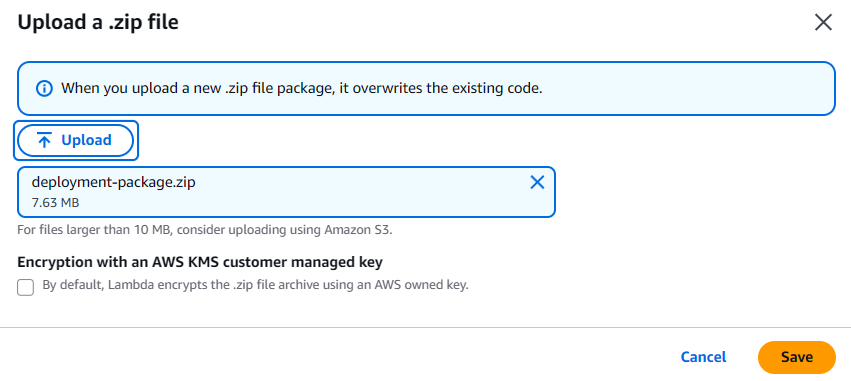 Upload a .zip file
When you upload a new .zip file package, it overwrites the existing code.
Upload
deployment-package.zip
7.63 MB
For files larger than 10 MB, consider uploading using Amazon S3.
Encryption with an AWS KMS customer managed key
By default, Lambda encrypts the .zip file archive using an AWS owned key.
Cancel
Save